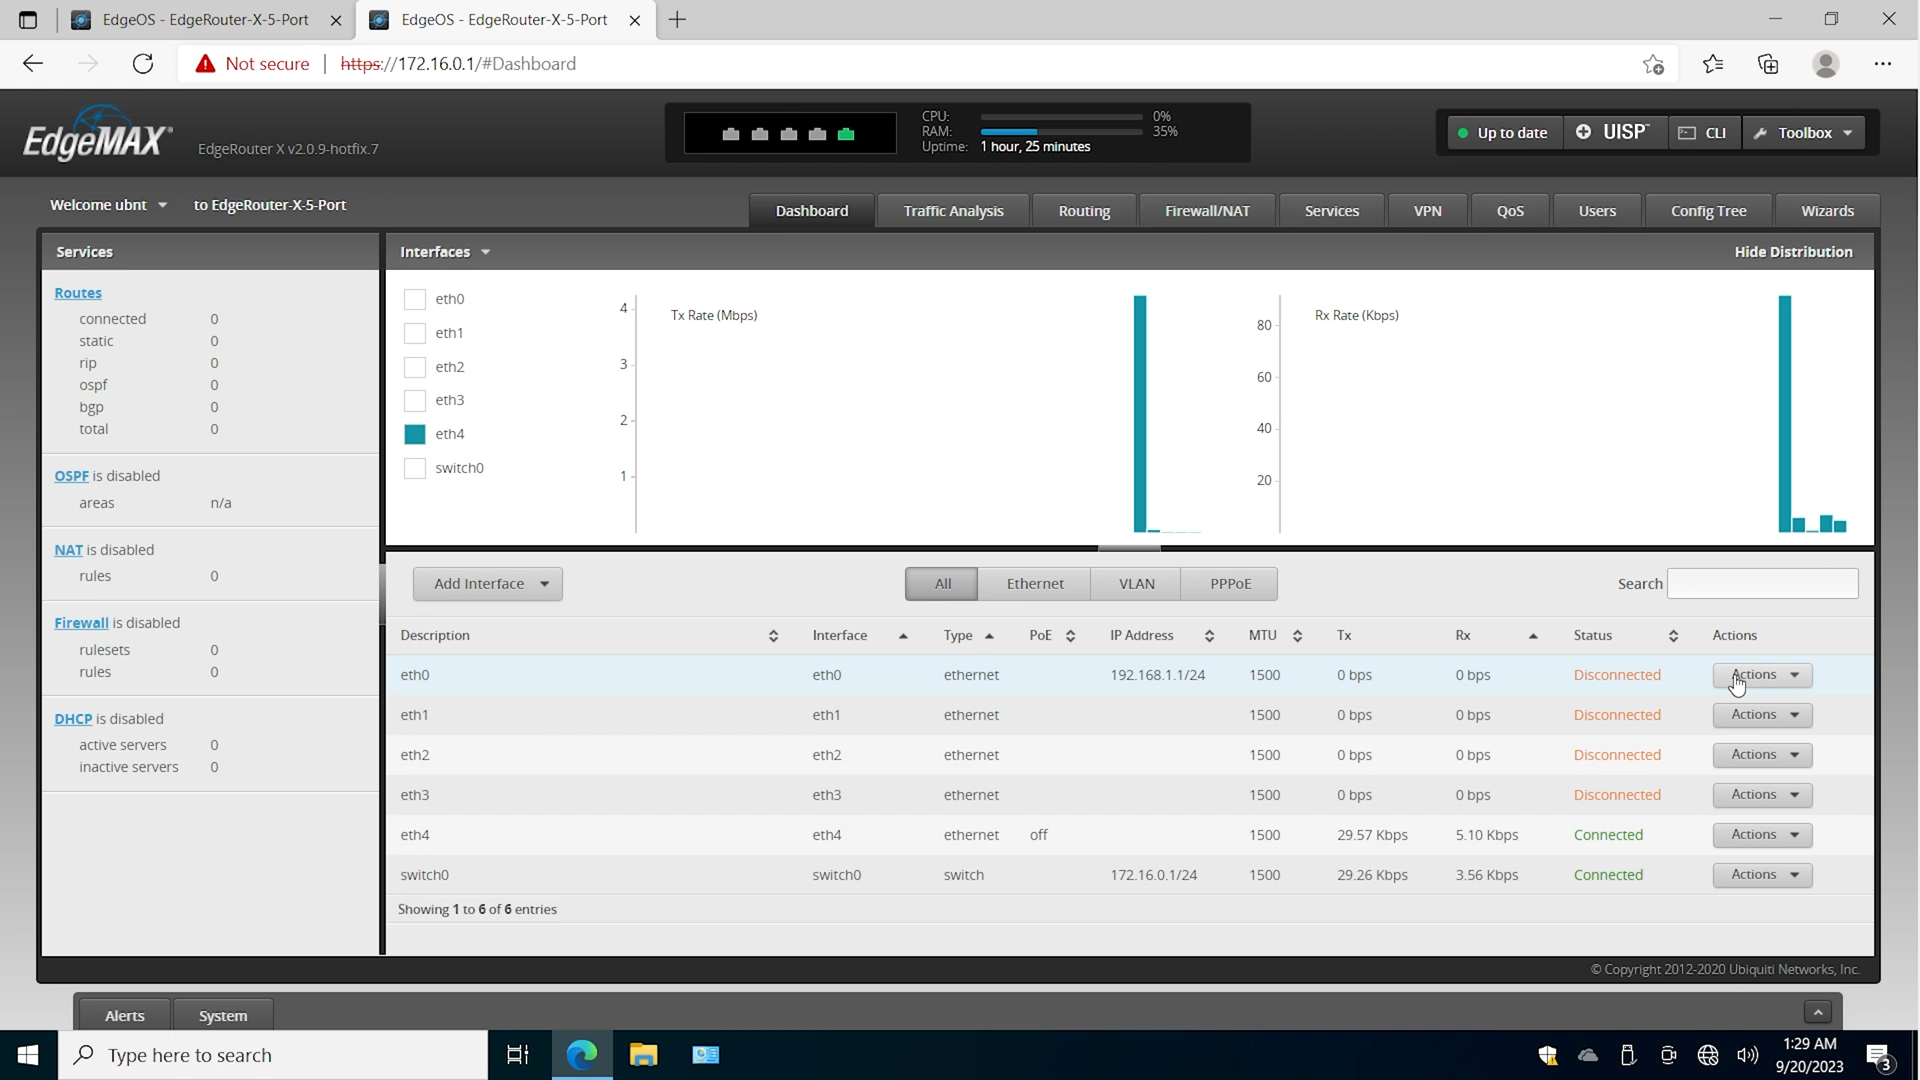 EdgeOS - EdgeRouter-X-5-Port
EdgeOS - EdgeRouter-X-5-Port
Not secure
https://172.16.0.1/#Dashboard
EdgeMAX
EdgeRouter X v2.0.9-hotfix.7
CPU: 0%
RAM: 35%
Uptime: 1 hour, 25 minutes
Up to date
UISP™
CLI
Toolbox
Welcome ubnt
to EdgeRouter-X-5-Port
Dashboard
Traffic Analysis
Routing
Firewall/NAT
Services
VPN
QoS
Users
Config Tree
Wizards
Services
Routes
connected 0
static 0
rip 0
ospf 0
bgp 0
total 0
OSPF is disabled
areas n/a
NAT is disabled
rules 0
Firewall is disabled
rulesets 0
rules 0
DHCP is disabled
active servers 0
inactive servers 0
Interfaces
Hide Distribution
eth0
eth1
eth2
eth3
eth4
switch0
Tx Rate (Mbps)
4
3
2
1
Rx Rate (Kbps)
80
60
40
20
Add Interface
All
Ethernet
VLAN
PPPoE
Search
Description Interface Type PoE IP Address MTU Tx Rx Status Actions
eth0 eth0 ethernet 192.168.1.1/24 1500 0 bps 0 bps Disconnected Actions
eth1 eth1 ethernet 1500 0 bps 0 bps Disconnected Actions
eth2 eth2 ethernet 1500 0 bps 0 bps Disconnected Actions
eth3 eth3 ethernet 1500 0 bps 0 bps Disconnected Actions
eth4 eth4 ethernet off 1500 29.57 Kbps 5.10 Kbps Connected Actions
switch0 switch0 switch 172.16.0.1/24 1500 29.26 Kbps 3.56 Kbps Connected Actions
Showing 1 to 6 of 6 entries
© Copyright 2012-2020 Ubiquiti Networks, Inc.
Alerts
System
Type here to search
1:29 AM
9/20/2023
3